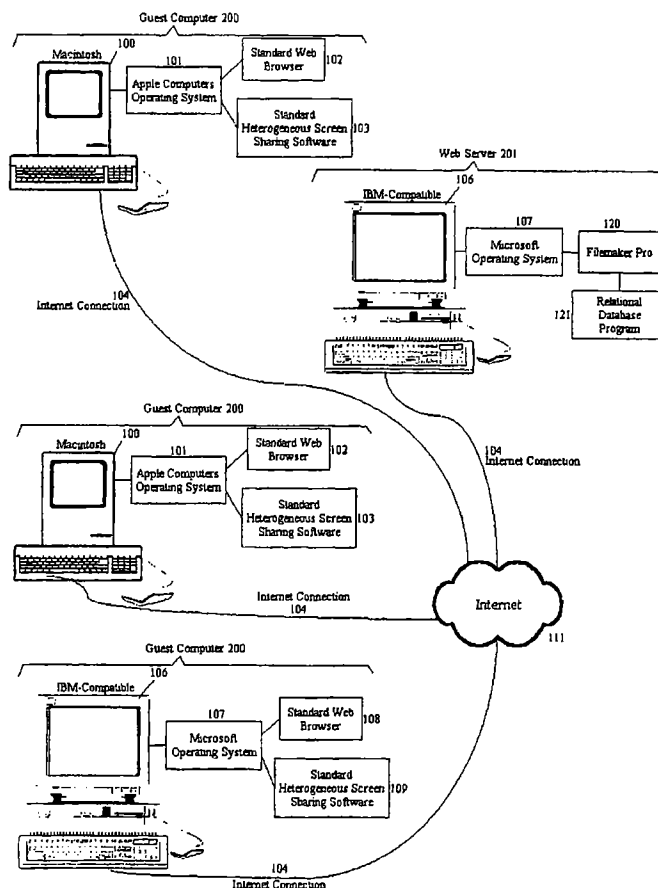 Guest Computer 200
Macintosh
100
101
Apple Computers
Operating System
Standard Web
Browser
102
Standard
Heterogeneous Screen
Sharing Software
103
Web Server 201
IBM-Compatible
106
107
Microsoft
Operating System
120
Filemaker Pro
121
Relational
Database
Program
104
Internet Connection
104
Internet Connection
Guest Computer 200
Macintosh
100
101
Apple Computers
Operating System
Standard Web
Browser
102
Standard
Heterogeneous Screen
Sharing Software
103
Internet Connection
104
Internet
111
Guest Computer 200
IBM-Compatible
106
107
Microsoft
Operating System
Standard Web
Browser
108
Standard
Heterogeneous Screen
Sharing Software
109
104
Internet Connection